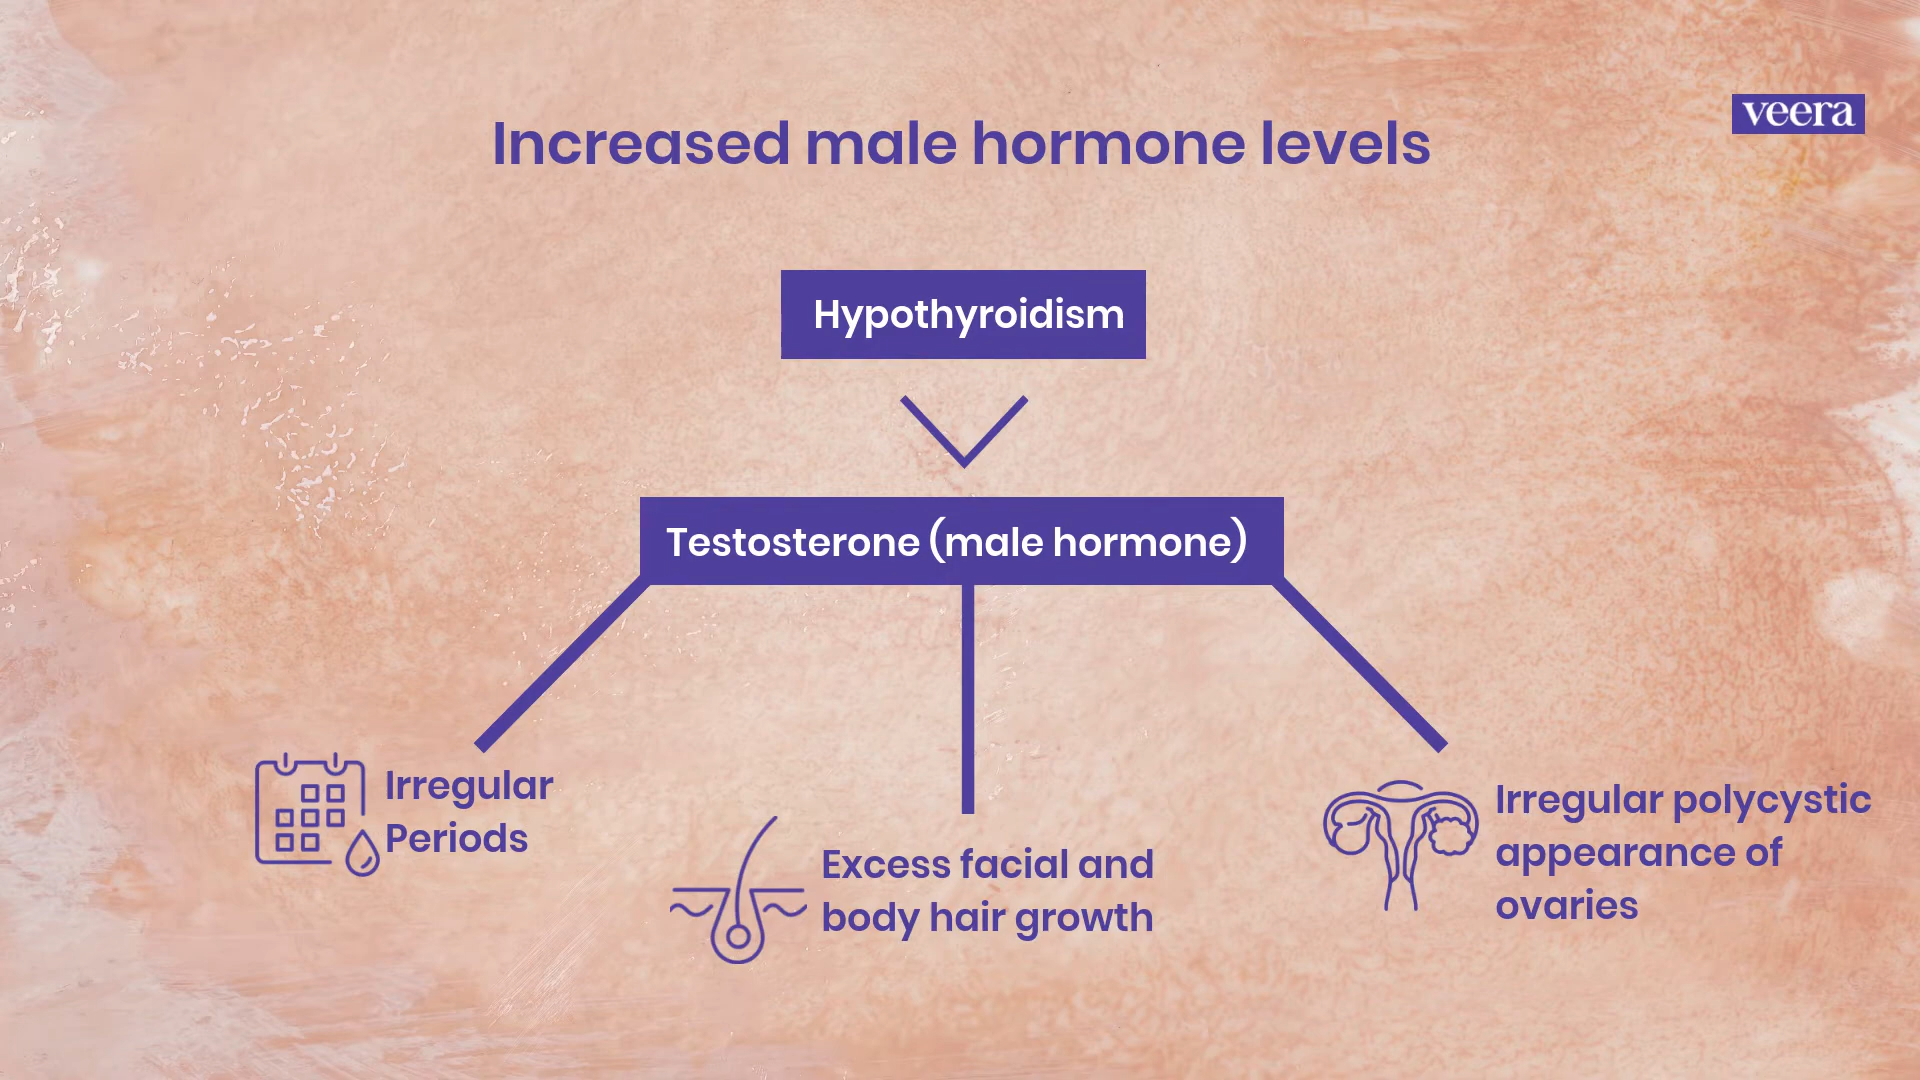 veera
Increased male hormone levels
Hypothyroidism
Testosterone (male hormone)
Irregular
Periods
Excess facial and
body hair growth
Irregular polycystic
appearance of
ovaries